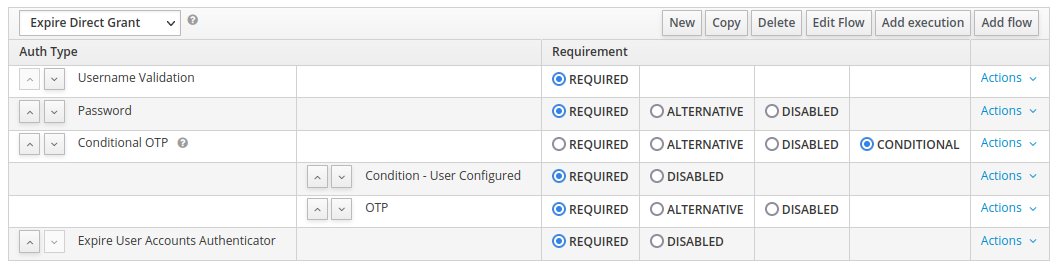 Expire Direct Grant New Copy Delete Edit Flow Add execution Add flow
Auth Type Requirement
Username Validation REQUIRED Actions
Password REQUIRED ALTERNATIVE DISABLED Actions
Conditional OTP REQUIRED ALTERNATIVE DISABLED CONDITIONAL Actions
Condition - User Configured REQUIRED DISABLED Actions
OTP REQUIRED ALTERNATIVE DISABLED Actions
Expire User Accounts Authenticator REQUIRED DISABLED Actions